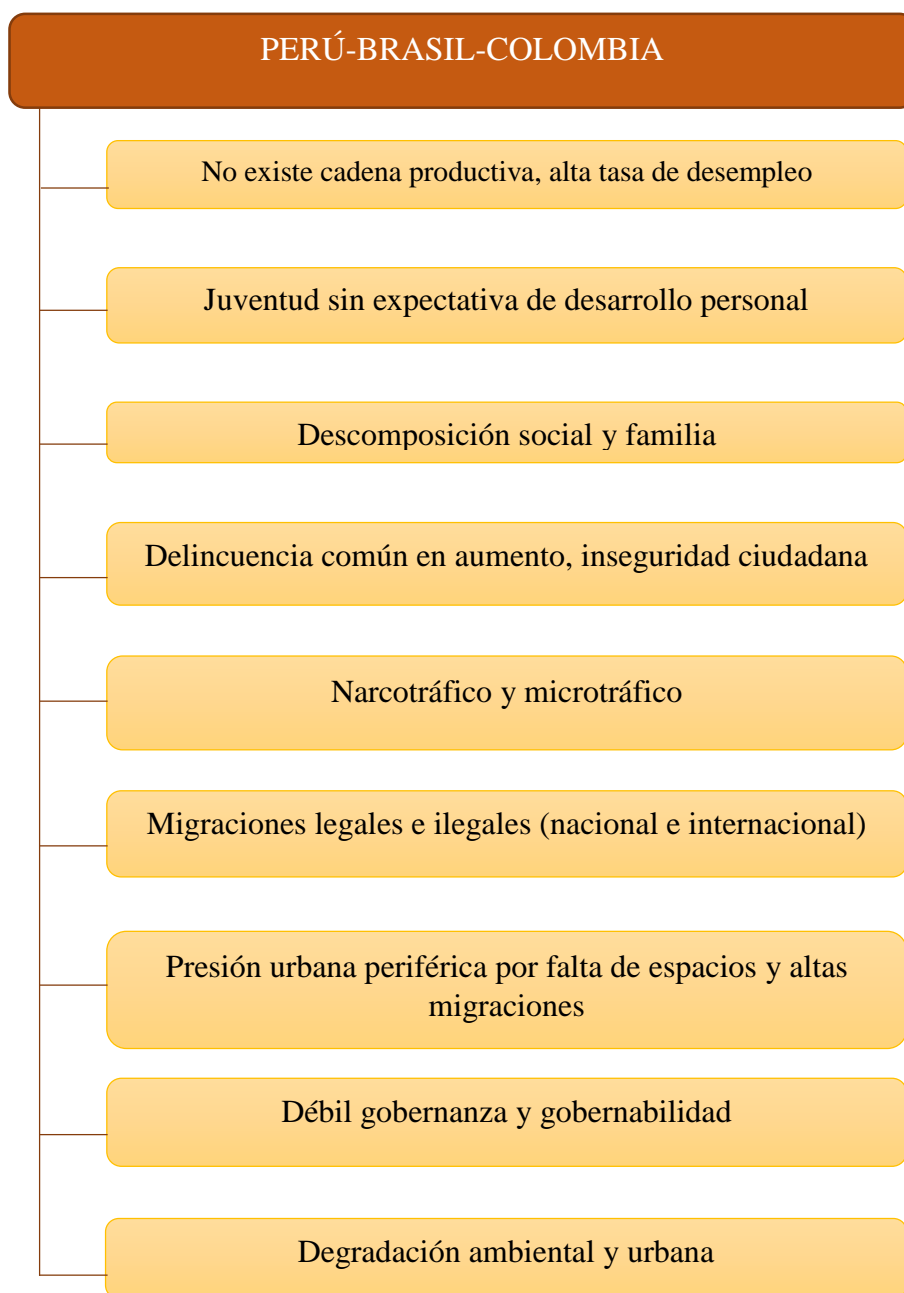 PERÚ-BRASIL-COLOMBIA
No existe cadena productiva, alta tasa de desempleo
Juventud sin expectativa de desarrollo personal
Descomposición social y familia
Delincuencia común en aumento, inseguridad ciudadana
Narcotráfico y microtráfico
Migraciones legales e ilegales (nacional e internacional)
Presión urbana periférica por falta de espacios y altas
migraciones
Débil gobernanza y gobernabilidad
Degradación ambiental y urbana